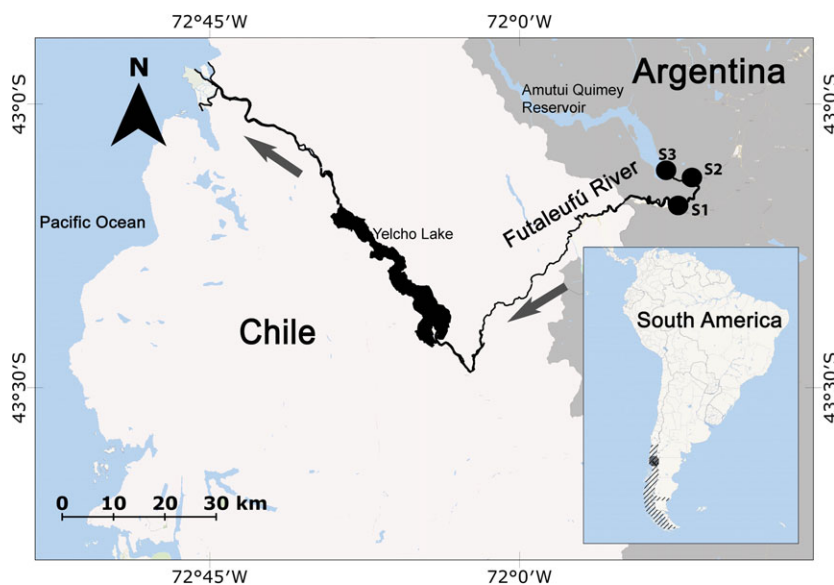 72°45'W
72°0'W
43°0'S
43°0'S
N
Argentina
Amutui Quimey
Reservoir
S3
S2
S1
Futaleufú River
Pacific Ocean
Yelcho Lake
Chile
South America
43°30'S
43°30'S
0 10 20 30 km
72°45'W
72°0'W